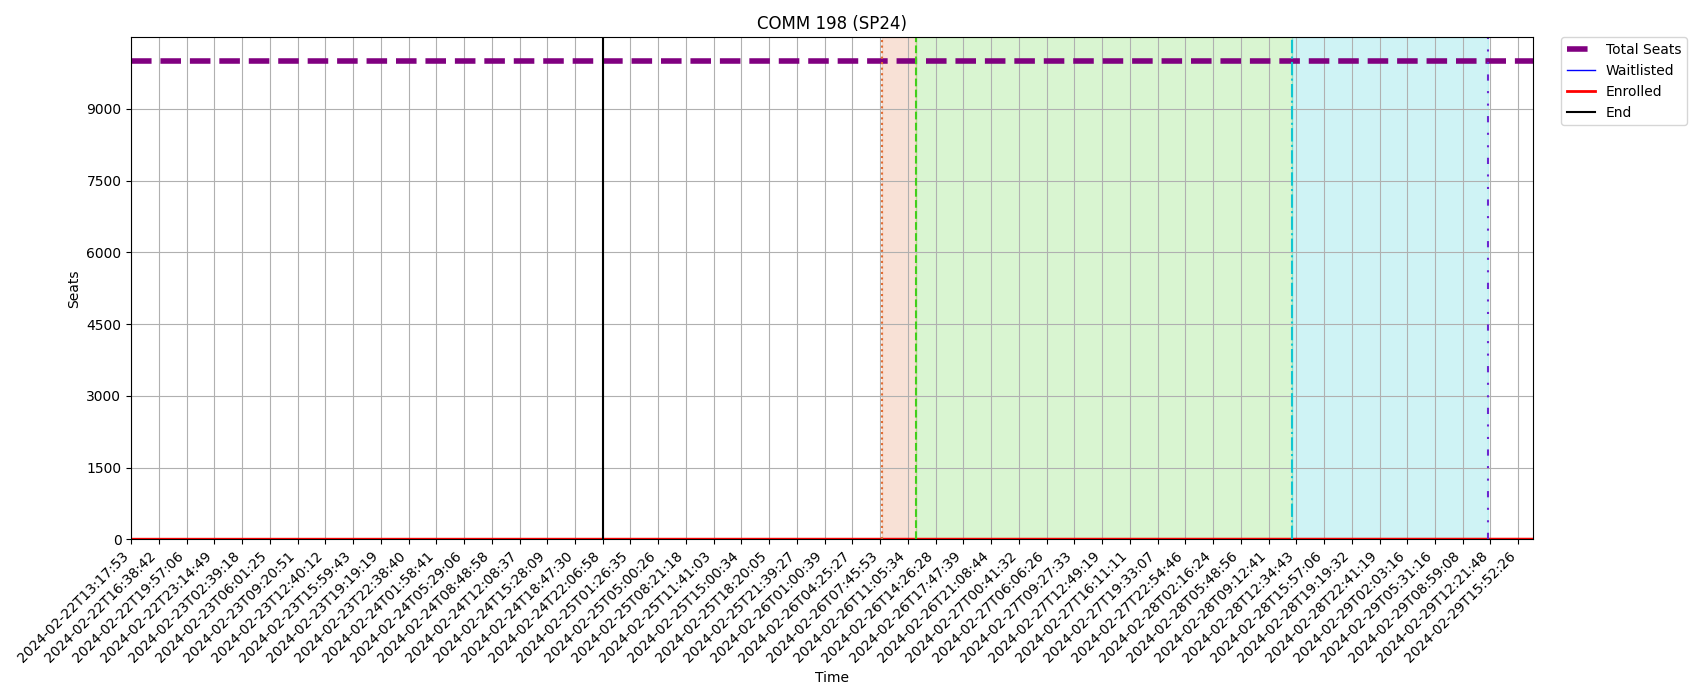 COMM 198 (SP24)
Total Seats
Waitlisted
Enrolled
End
9000
7500
6000
4500
3000
1500
0
Seats
2024-02-22T13:17:53
2024-02-22T16:38:42
2024-02-22T19:57:06
2024-02-22T23:14:49
2024-02-23T02:39:18
2024-02-23T06:01:25
2024-02-23T09:20:51
2024-02-23T12:40:12
2024-02-23T15:59:43
2024-02-23T19:19:19
2024-02-23T22:38:40
2024-02-24T01:58:41
2024-02-24T05:29:06
2024-02-24T08:48:58
2024-02-24T12:08:37
2024-02-24T15:28:09
2024-02-24T18:47:30
2024-02-24T22:06:58
2024-02-25T01:26:35
2024-02-25T05:00:26
2024-02-25T08:21:18
2024-02-25T11:41:03
2024-02-25T15:00:34
2024-02-25T18:20:05
2024-02-25T21:39:27
2024-02-26T01:00:39
2024-02-26T04:25:27
2024-02-26T07:45:53
2024-02-26T11:05:34
2024-02-26T14:26:28
2024-02-26T17:47:39
2024-02-26T21:08:44
2024-02-27T00:41:32
2024-02-27T06:06:26
2024-02-27T09:27:33
2024-02-27T12:49:19
2024-02-27T16:11:11
2024-02-27T19:33:07
2024-02-27T22:54:46
2024-02-28T02:16:24
2024-02-28T05:48:56
2024-02-28T09:12:41
2024-02-28T12:34:43
2024-02-28T15:57:06
2024-02-28T19:19:32
2024-02-28T22:41:19
2024-02-29T02:03:16
2024-02-29T05:31:16
2024-02-29T08:59:08
2024-02-29T12:21:48
2024-02-29T15:52:26
Time